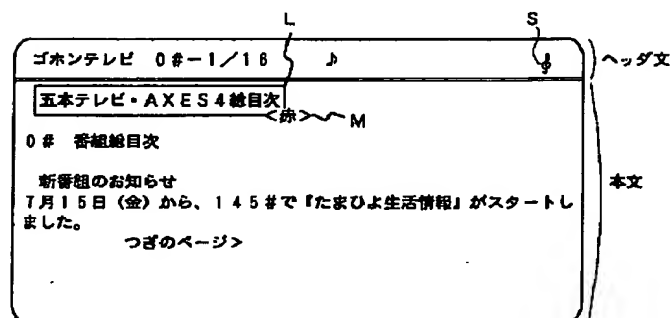 L
S
ゴホンテレビ 0#-1/16 ♪
ヘッダ文
五本テレビ・AXES4総目次
<赤>
M
0# 番組総目次
新番組のお知らせ
7月15日(金)から、145#で『たまひよ生活情報』がスタートし
ました。
つぎのページ>
本文